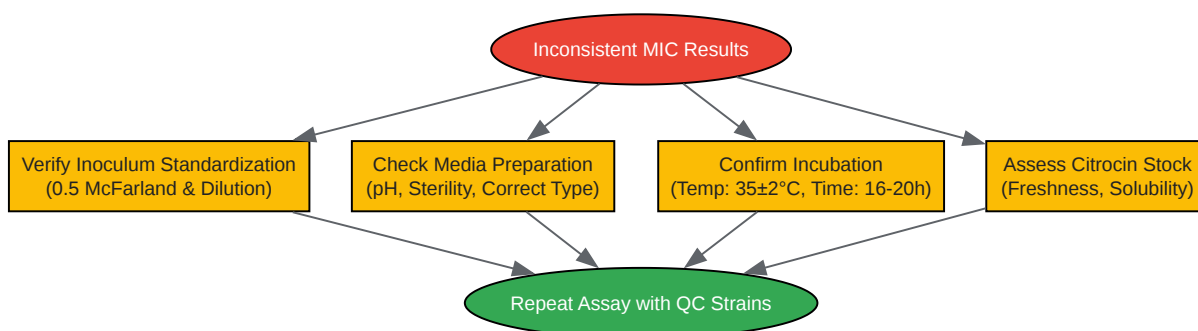 Inconsistent MIC Results
Verify Inoculum Standardization
(0.5 McFarland & Dilution)
Check Media Preparation
(pH, Sterility, Correct Type)
Confirm Incubation
(Temp: 35±2°C, Time: 16-20h)
Assess Citrocin Stock
(Freshness, Solubility)
Repeat Assay with QC Strains